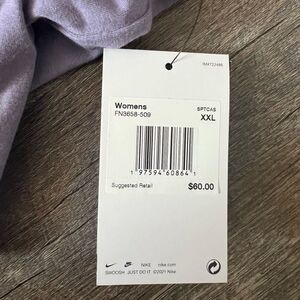 Womens SPTCAS
FN3658-509 XXL
1 97594 60864 1
Suggested Retail $60.00
NIKE nike.com
SWOOSH JUST DO IT ©2021 Nike